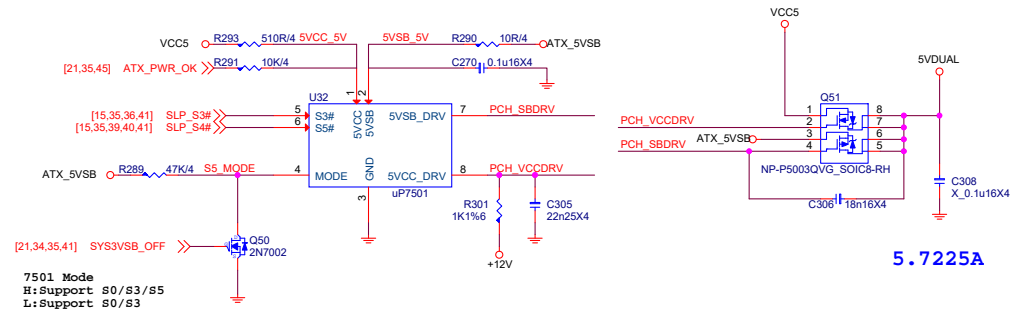 VCC5
R293
510R/4
5VCC_5V
5VSB_5V
R290
10R/4
ATX_5VSB
[21,35,45]
ATX_PWR_OK
R291
10K/4
C270
0.1u16X4
U32
1
2
[15,35,36,41]
SLP_S3#
5
S3#
5VCC
5VSB
5VSB_DRV
7
PCH_SBDRV
[15,35,39,40,41]
SLP_S4#
6
S5#
ATX_5VSB
R289
47K/4
S5_MODE
4
MODE
GND
5VCC_DRV
8
PCH_VCCDRV
3
uP7501
R301
1K1%6
C305
22n25X4
+12V
[21,34,35,41]
SYS3VSB_OFF
Q50
2N7002
7501 Mode
H:Support S0/S3/S5
L:Support S0/S3
VCC5
5VDUAL
Q51
1
8
PCH_VCCDRV
2
7
ATX_5VSB
3
6
PCH_SBDRV
4
5
NP-P5003QVG_SOIC8-RH
C306
18n16X4
C308
X_0.1u16X4
5.7225A